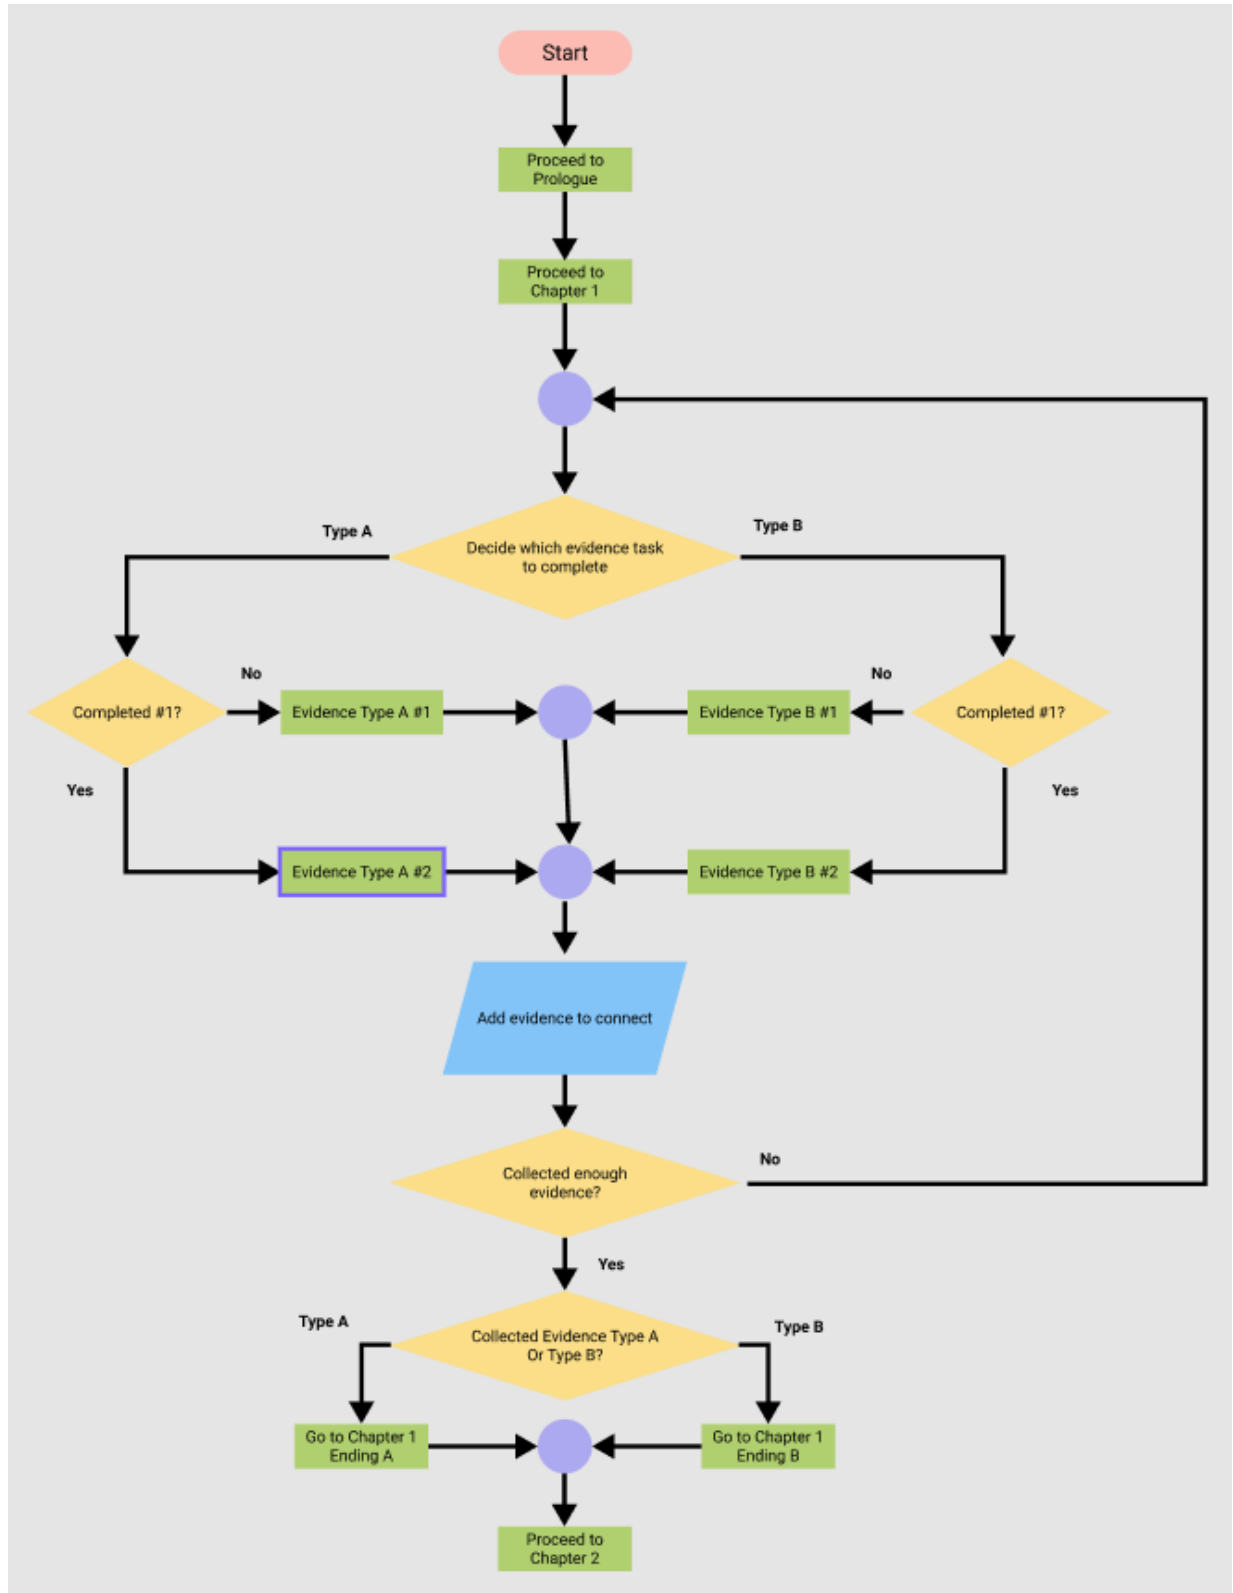 Start
Proceed to
Prologue
Proceed to
Chapter 1
Type A
Type B
Decide which evidence task
to complete
No
No
Completed #1?
Evidence Type A #1
Evidence Type B #1
Completed #1?
Yes
Yes
Evidence Type A #2
Evidence Type B #2
Add evidence to connect
No
Collected enough
evidence?
Yes
Type A
Type B
Collected Evidence Type A
Or Type B?
Go to Chapter 1
Ending A
Go to Chapter 1
Ending B
Proceed to
Chapter 2